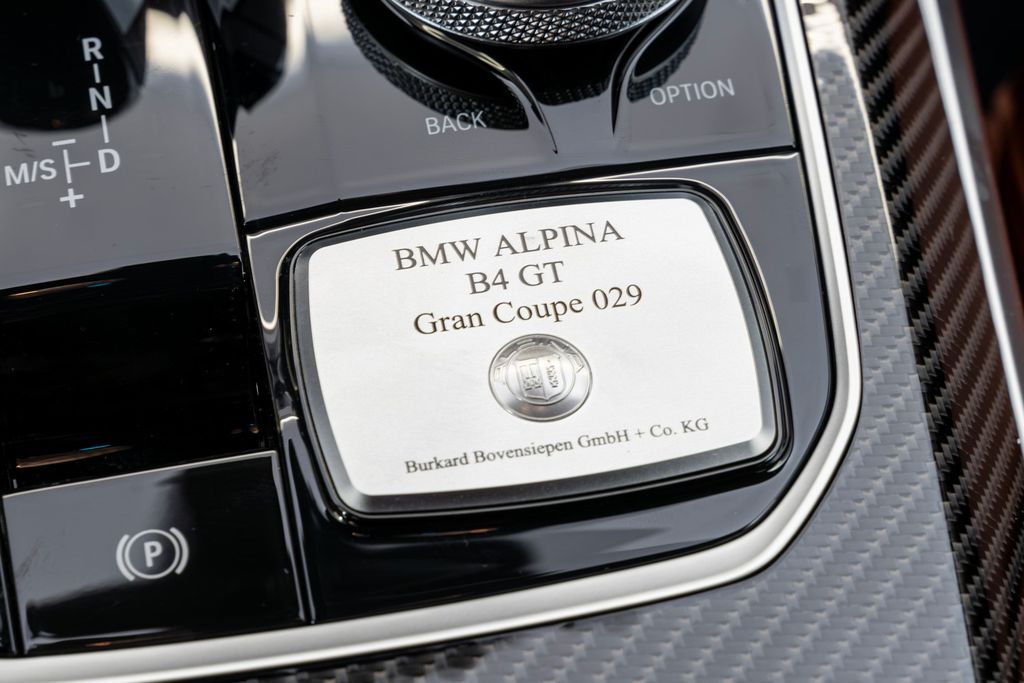 R
N
M/S D
+
BACK
OPTION
BMW ALPINA
B4 GT
Gran Coupe 029
Burkard Bovensiepen GmbH + Co. KG
P